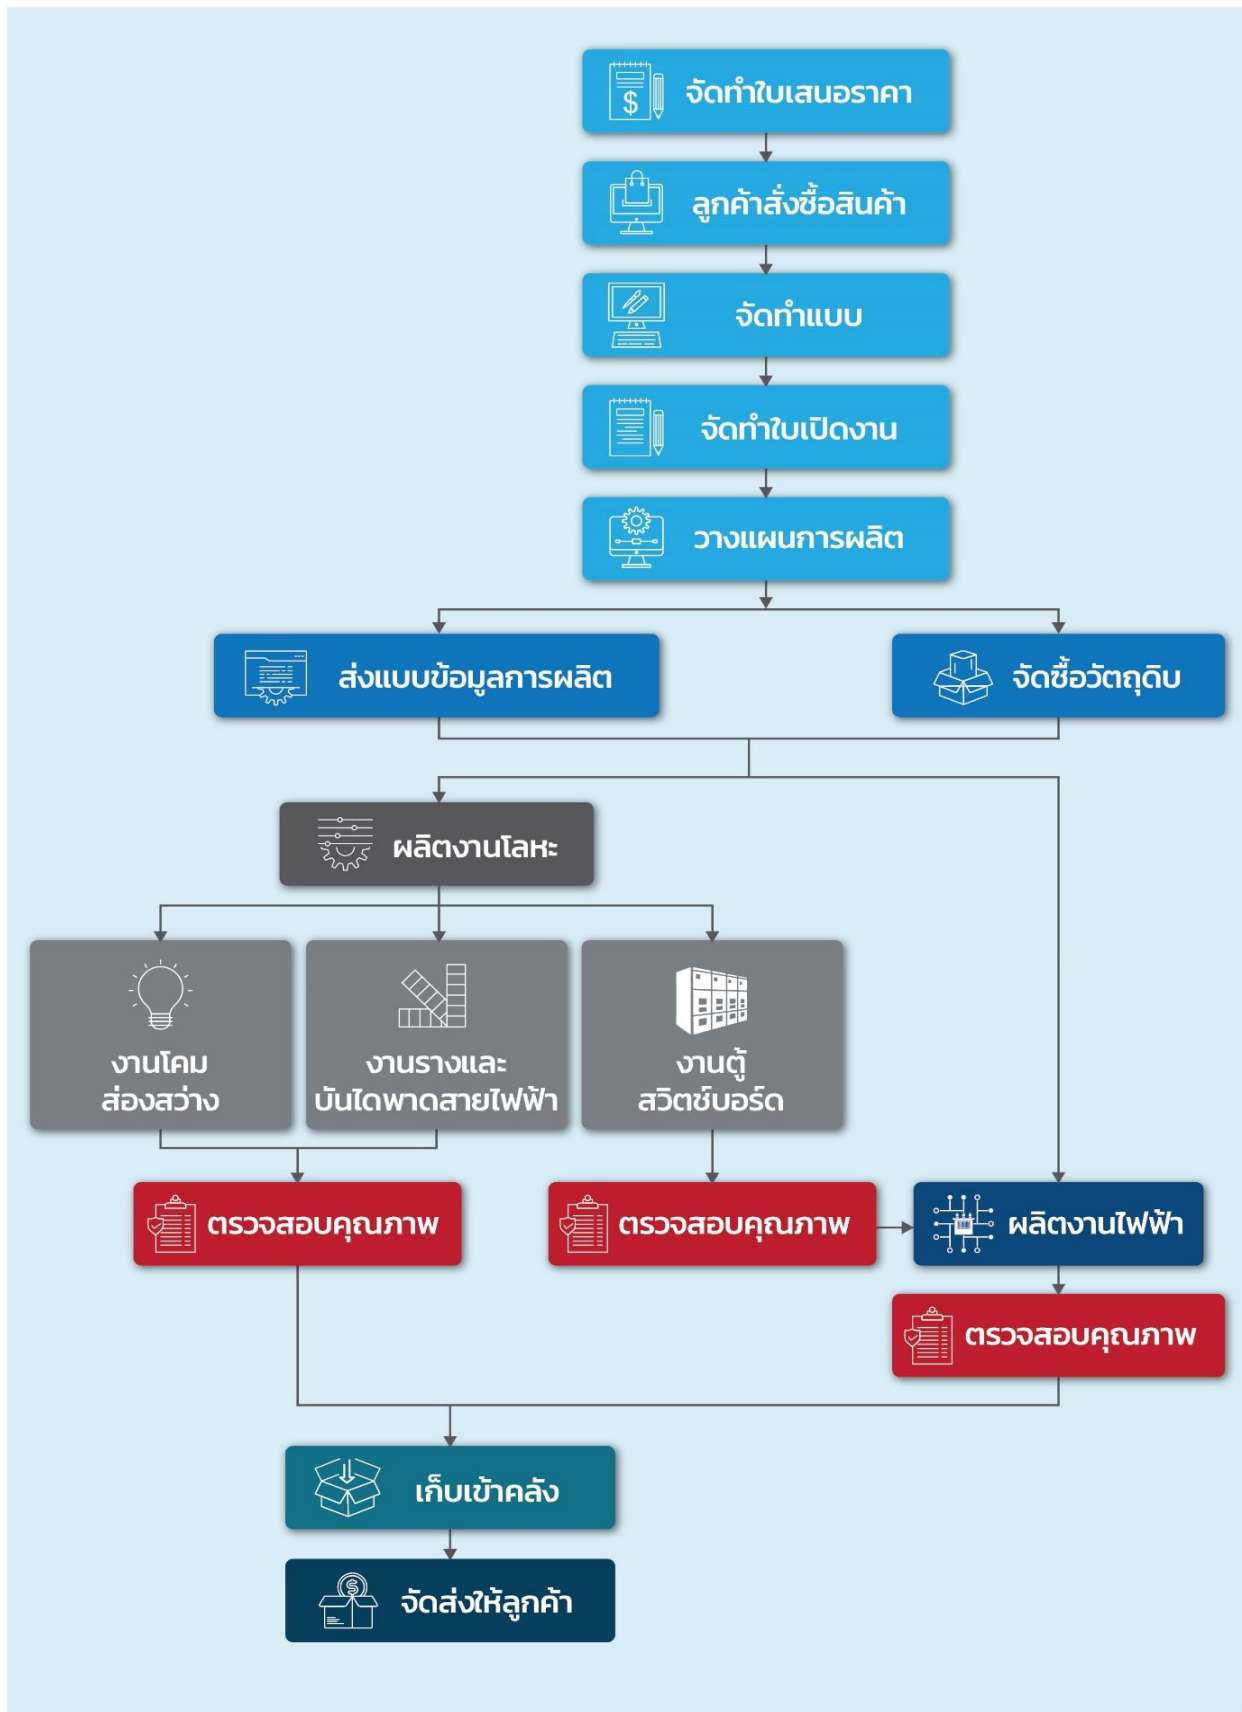 จัดทำใบเสนอราคา
ลูกค้าสั่งซื้อสินค้า
จัดทำแบบ
จัดทำใบเปิดงาน
วางแผนการผลิต
ส่งแบบข้อมูลการผลิต
จัดซื้อวัตถุดิบ
ผลิตงานโลหะ
งานโคม
ส่องสว่าง
งานรางและ
บันไดพาดสายไฟฟ้า
งานตู้
สวิตช์บอร์ด
ตรวจสอบคุณภาพ
ตรวจสอบคุณภาพ
ผลิตงานไฟฟ้า
ตรวจสอบคุณภาพ
เก็บเข้าคลัง
จัดส่งให้ลูกค้า